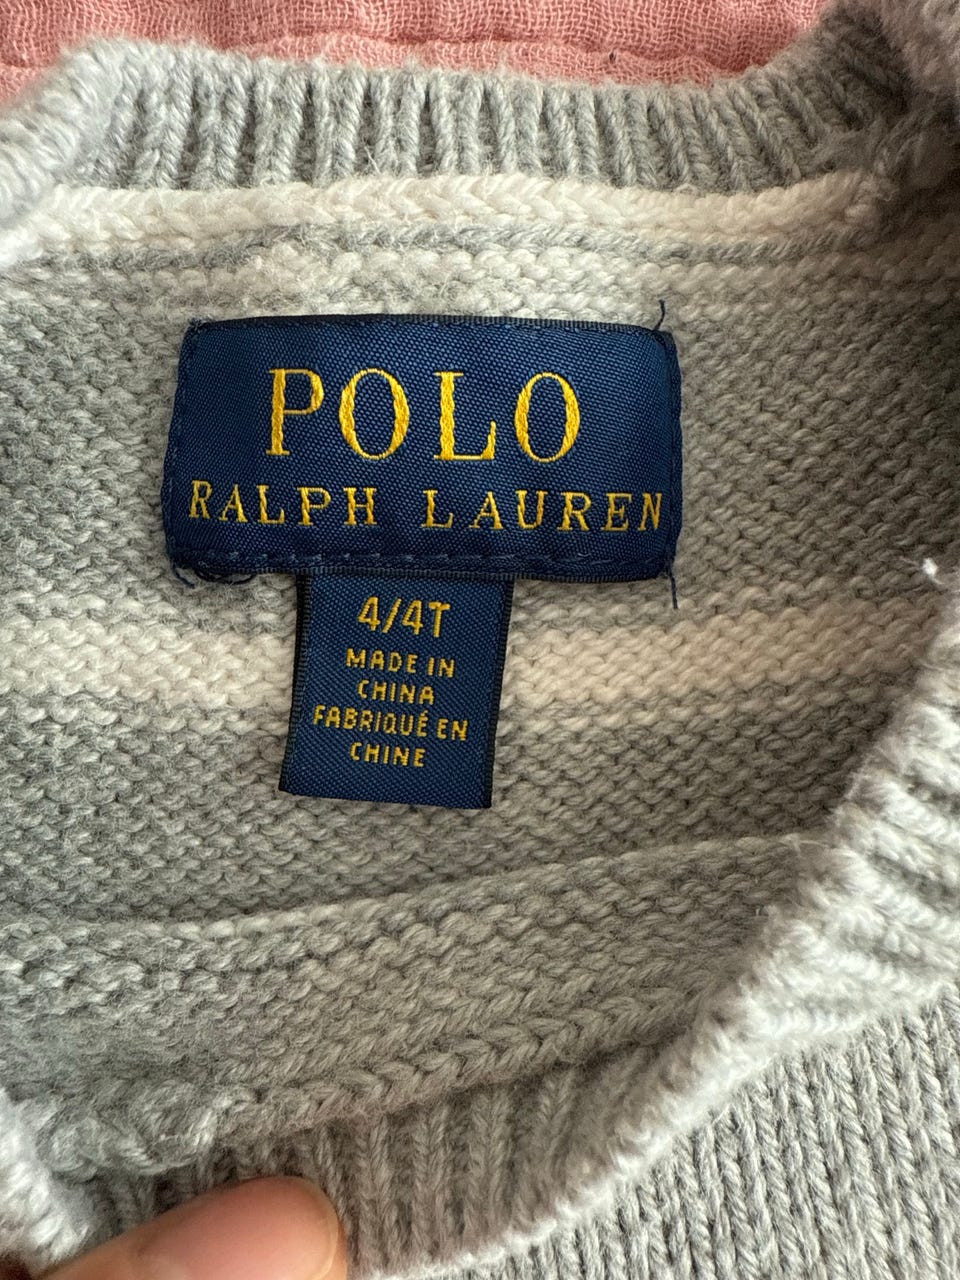 POLO
RALPH LAUREN
4/4T
MADE IN
CHINA
FABRIQUÉ EN
CHINE